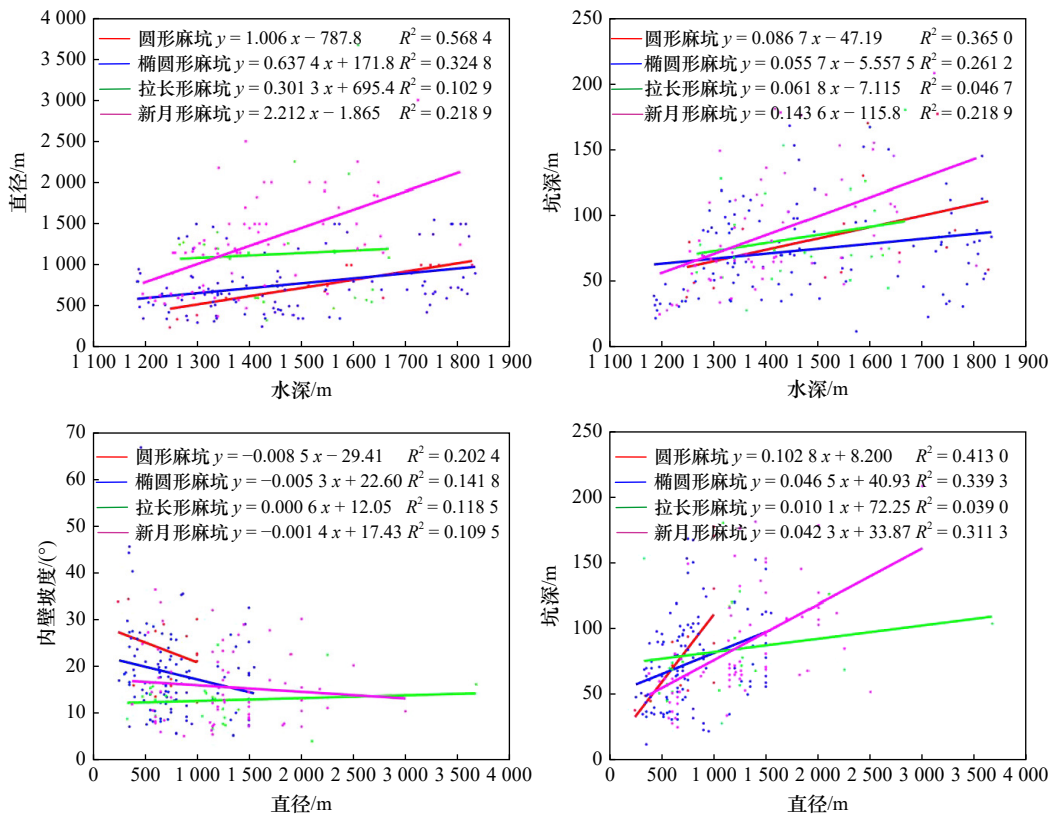 4 000
3 500
3 000
2 000
1 500
1 000
500
0
直径/m
圆形麻坑 y = 1.006 x − 787.8 R² = 0.568 4
椭圆形麻坑 y = 0.637 4 x + 171.8 R² = 0.324 8
拉长形麻坑 y = 0.301 3 x + 695.4 R² = 0.102 9
新月形麻坑 y = 2.212 x − 1.865 R² = 0.218 9
1 100 1 200 1 300 1 400 1 500 1 600 1 700 1 800 1 900
水深/m
250
200
150
100
50
0
坑深/m
圆形麻坑 y = 0.086 7 x − 47.19 R² = 0.365 0
椭圆形麻坑 y = 0.055 7 x − 5.557 5 R² = 0.261 2
拉长形麻坑 y = 0.061 8 x − 7.115 R² = 0.046 7
新月形麻坑 y = 0.143 6 x − 115.8 R² = 0.218 9
1 100 1 200 1 300 1 400 1 500 1 600 1 700 1 800 1 900
水深/m
70
60
50
40
30
20
10
0
内壁坡度/(°)
圆形麻坑 y = −0.008 5 x − 29.41 R² = 0.202 4
椭圆形麻坑 y = −0.005 3 x + 22.60 R² = 0.141 8
拉长形麻坑 y = 0.000 6 x + 12.05 R² = 0.118 5
新月形麻坑 y = −0.001 4 x + 17.43 R² = 0.109 5
0 500 1 000 1 500 2 000 2 500 3 000 3 500 4 000
直径/m
250
200
150
100
50
0
坑深/m
圆形麻坑 y = 0.102 8 x + 8.200 R² = 0.413 0
椭圆形麻坑 y = 0.046 5 x + 40.93 R² = 0.339 3
拉长形麻坑 y = 0.010 1 x + 72.25 R² = 0.039 0
新月形麻坑 y = 0.042 3 x + 33.87 R² = 0.311 3
0 500 1 000 1 500 2 000 2 500 3 000 3 500 4 000
直径/m